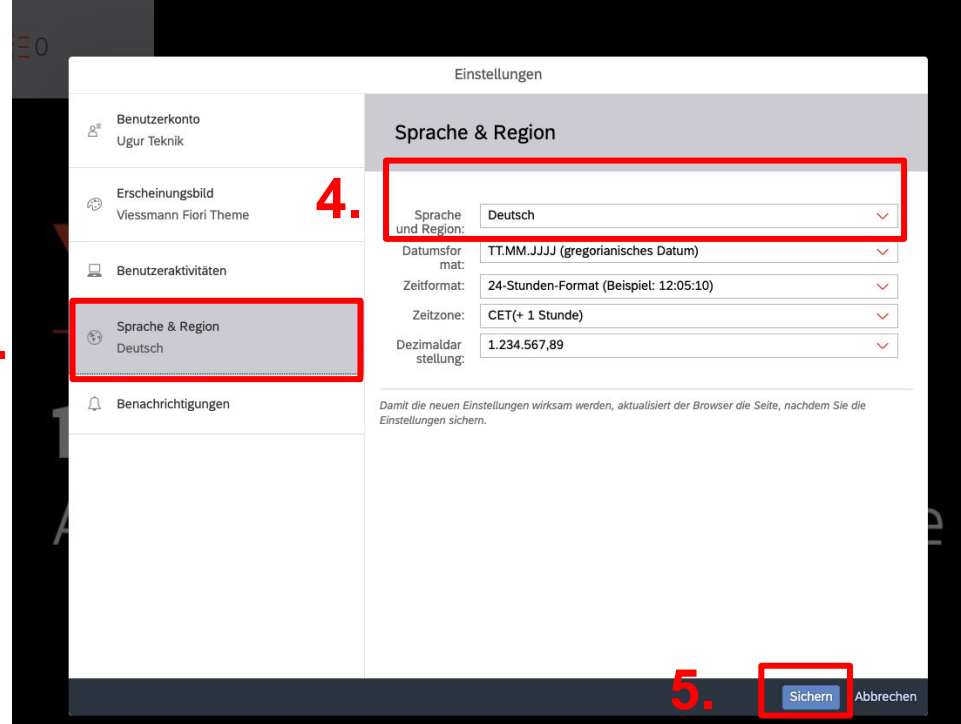 0
Einstellungen
Benutzerkonto
Ugur Teknik
Erscheinungsbild
Viessmann Fiori Theme
Benutzeraktivitäten
Sprache & Region
Deutsch
Benachrichtigungen
Sprache & Region
4.
Sprache
und Region:
Deutsch
Datumsfor
mat:
TT.MM.JJJJ (gregorianisches Datum)
Zeitformat:
24-Stunden-Format (Beispiel: 12:05:10)
Zeitzone:
CET(+ 1 Stunde)
Dezimaldar
stellung:
1.234.567,89
Damit die neuen Einstellungen wirksam werden, aktualisiert der Browser die Seite, nachdem Sie die
Einstellungen sichern.
5.
Sichern
Abbrechen